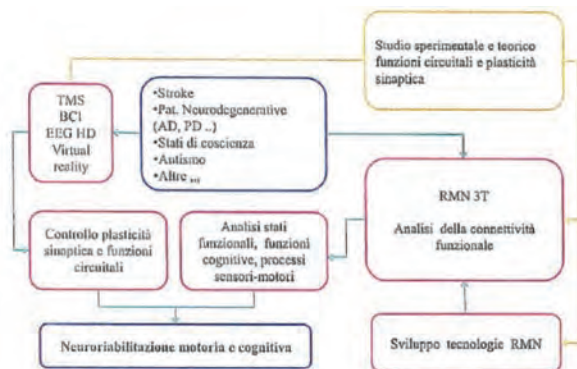 Studio sperimentale e teorico
funzioni circuitali e plasticità
sinaptica
TMS
BCI
EEG HD
Virtual
reality
•Stroke
•Pat. Neurodegenerative
(AD, PD ..)
•Stati di coscienza
•Autismo
•Altre ...
RMN 3T
Analisi della connettività
funzionale
Controllo plasticità
sinaptica e funzioni
circuitali
Analisi stati
funzionali, funzioni
cognitive, processi
sensori-motori
Neuroriabilitazione motoria e cognitiva
Sviluppo tecnologie RMN